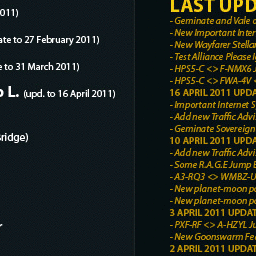 2011)
ate to 27 February 2011)
e to 31 March 2011)
L. (upd. to 16 April 2011)
sridge)
LAST UPD
- Geminate and Vale
- New Important Inter
- New Wayfarer Stella
- Test Alliance Please
- HPS5-C <> F-NMX6
- HPS5-C <> FWA-4V
16 APRIL 2011 UPDA
- Important Internet S
- Add new Traffic Advi
- Geminate Sovereign
10 APRIL 2011 UPDA
- Add new Traffic Advi
- Some R.A.G.E Jump
- A3-RQ3 <> WMBZ-U
- New planet-moon po
- New planet-moon po
3 APRIL 2011 UPDAT
- PXF-RF <> A-HZYL Ju
- New Goonswarm Fe
2 APRIL 2011 UPDAT